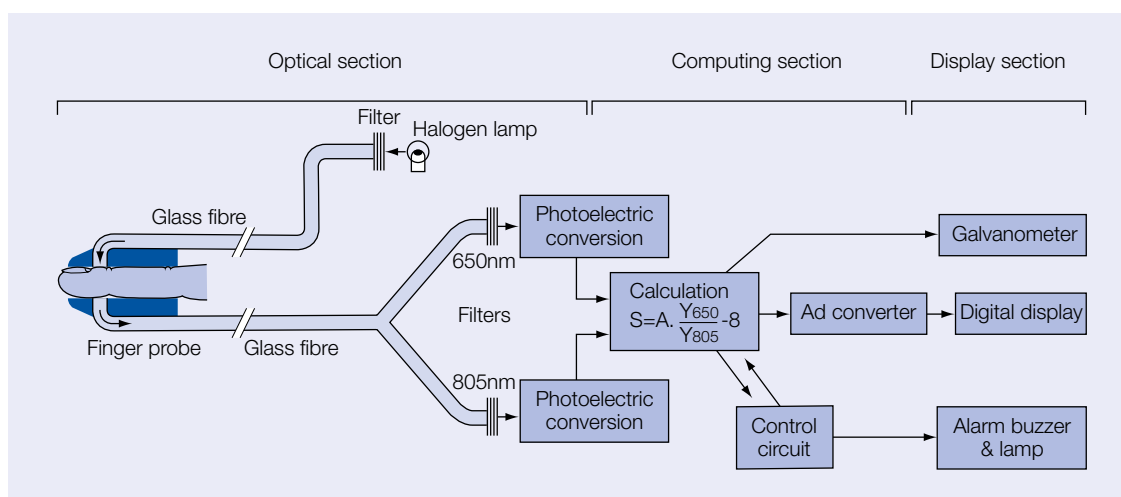 Optical section
Computing section
Display section
Filter
Halogen lamp
Glass fibre
Finger probe
Glass fibre
650nm
Filters
805nm
Photoelectric
conversion
Photoelectric
conversion
Calculation
S=A. Y650/Y805 -8
Galvanometer
Ad converter
Digital display
Control
circuit
Alarm buzzer
& lamp